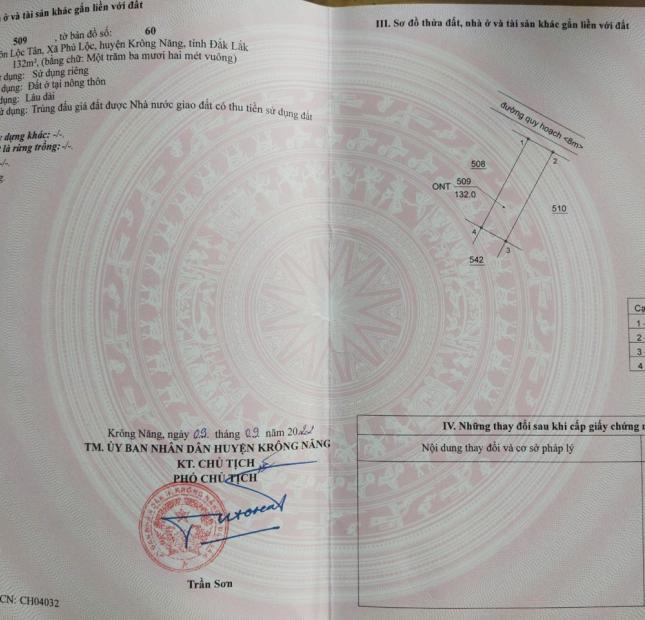 ở và tài sản khác gắn liền với đất
509 , tờ bản đồ số: 60
ôn Lộc Tân, Xã Phú Lộc, huyện Krông Năng, tỉnh Đắk Lắk
132m², (bằng chữ: Một trăm ba mươi hai mét vuông)
dụng: Sử dụng riêng
dụng: Đất ở tại nông thôn
dụng: Lâu dài
dụng: Trúng đấu giá đất được Nhà nước giao đất có thu tiền sử dụng đất
dựng khác: -/-.
là rừng trồng: -/-.
-/-.
Krông Năng, ngày 09 tháng 09 năm 20
TM. ỦY BAN NHÂN DÂN HUYỆN KRÔNG NĂNG
KT. CHỦ TỊCH
PHÓ CHỦ TỊCH
Trần Sơn
CN: CH04032
III. Sơ đồ thửa đất, nhà ở và tài sản khác gắn liền với đất
đường quy hoạch <8m>
1
2
508
ONT 509
132.0
510
4
3
542
Cạ
1-
2-
3-
4
IV. Những thay đổi sau khi cấp giấy chứng
Nội dung thay đổi và cơ sở pháp lý